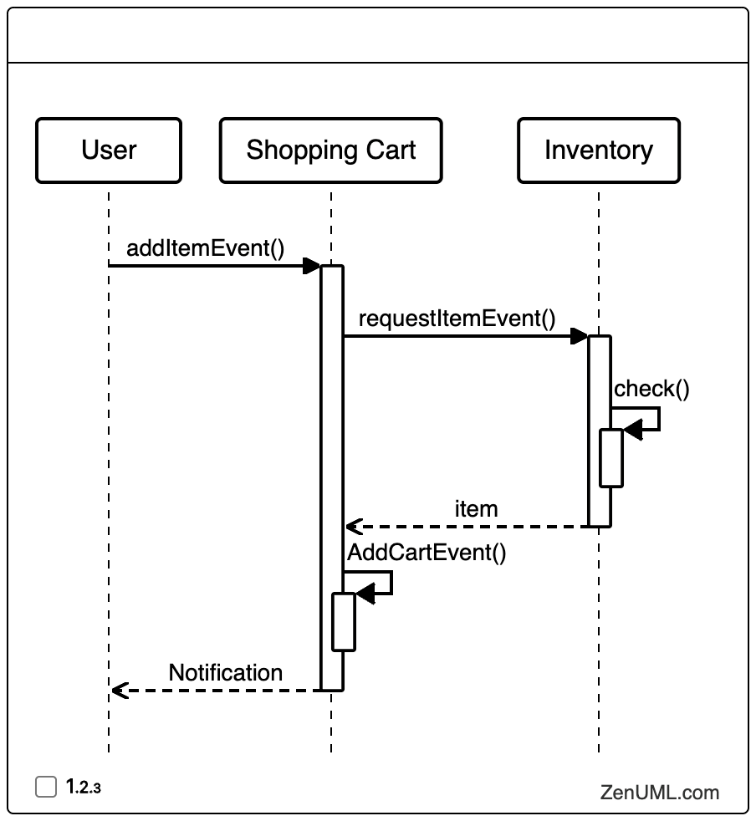 User
Shopping Cart
Inventory
addItemEvent()
requestItemEvent()
check()
item
AddCartEvent()
Notification
1.2.3
ZenUML.com